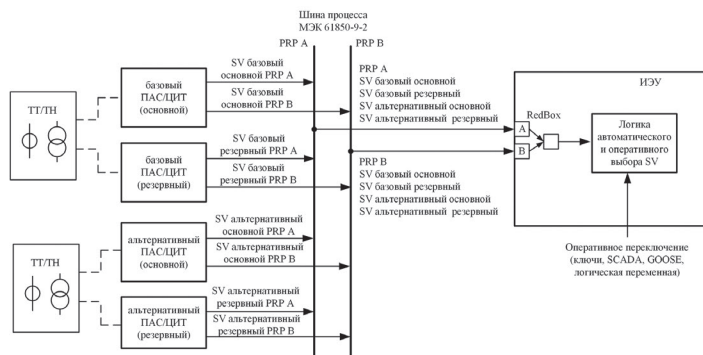 Шина процесса
МЭК 61850-9-2
PRP A
PRP B
ТТ/ТН
базовый
ПАС/ЦИТ
(основной)
SV базовый
основной PRP A
SV базовый
основной PRP B
базовый
ПАС/ЦИТ
(резервный)
SV базовый
резервный PRP A
SV базовый
резервный PRP B
ТТ/ТН
альтернативный
ПАС/ЦИТ
(основной)
SV альтернативный
основной PRP A
SV альтернативный
основной PRP B
альтернативный
ПАС/ЦИТ
(резервный)
SV альтернативный
резервный PRP A
SV альтернативный
резервный PRP B
PRP A
SV базовый основной
SV базовый резервный
SV альтернативный основной
SV альтернативный резервный
PRP B
SV базовый основной
SV базовый резервный
SV альтернативный основной
SV альтернативный резервный
ИЭУ
RedBox
A
B
Логика
автоматического
и оперативного
выбора SV
Оперативное переключение
(ключи, SCADA, GOOSE,
логическая переменная)